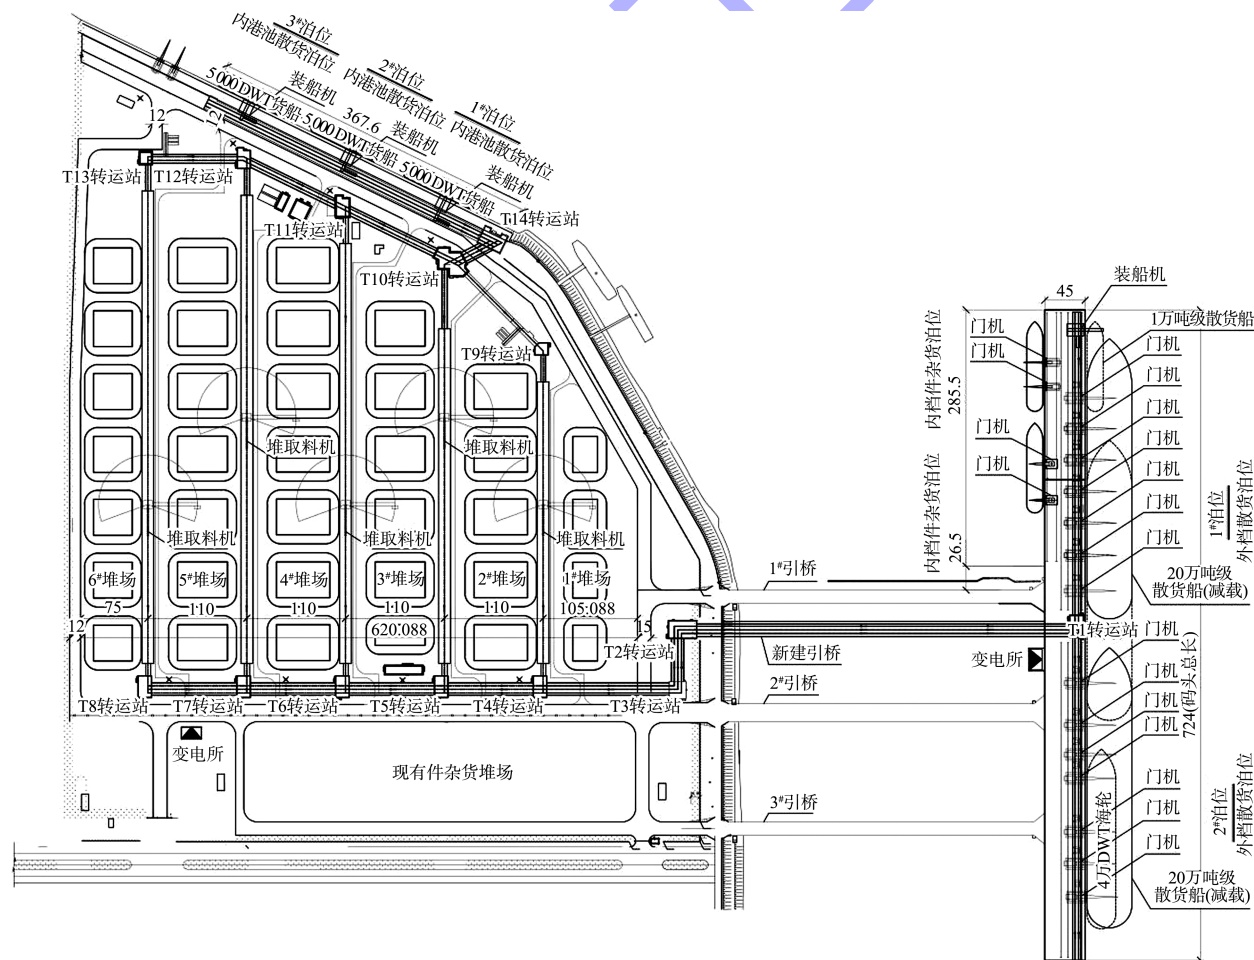 3#泊位
内港池散货泊位
2#泊位
内港池散货泊位
1#泊位
内港池散货泊位
5 000DWT货船
装船机
5 000DWT货船
367.6
装船机
5 000DWT货船
装船机
12
12
T13转运站
T12转运站
T11转运站
T14转运站
T10转运站
T9转运站
堆取料机
堆取料机
堆取料机
堆取料机
堆取料机
6#堆场
5#堆场
4#堆场
3#堆场
2#堆场
1#堆场
75
110
110
110
110
105.088
12
620.088
15
T2转运站
T8转运站
T7转运站
T6转运站
T5转运站
T4转运站
T3转运站
变电所
现有件杂货堆场
1#引桥
新建引桥
2#引桥
3#引桥
变电所
T1转运站
装船机
45
1万吨级散货船
内档件杂货泊位
285.5
内档件杂货泊位
26.5
门机
门机
门机
门机
门机
门机
门机
门机
门机
门机
门机
1#泊位
外档散货泊位
20万吨级
散货船(减载)
门机
门机
门机
门机
724(码头总长)
门机
门机
门机
4万DWT海轮
2#泊位
外档散货泊位
20万吨级
散货船(减载)